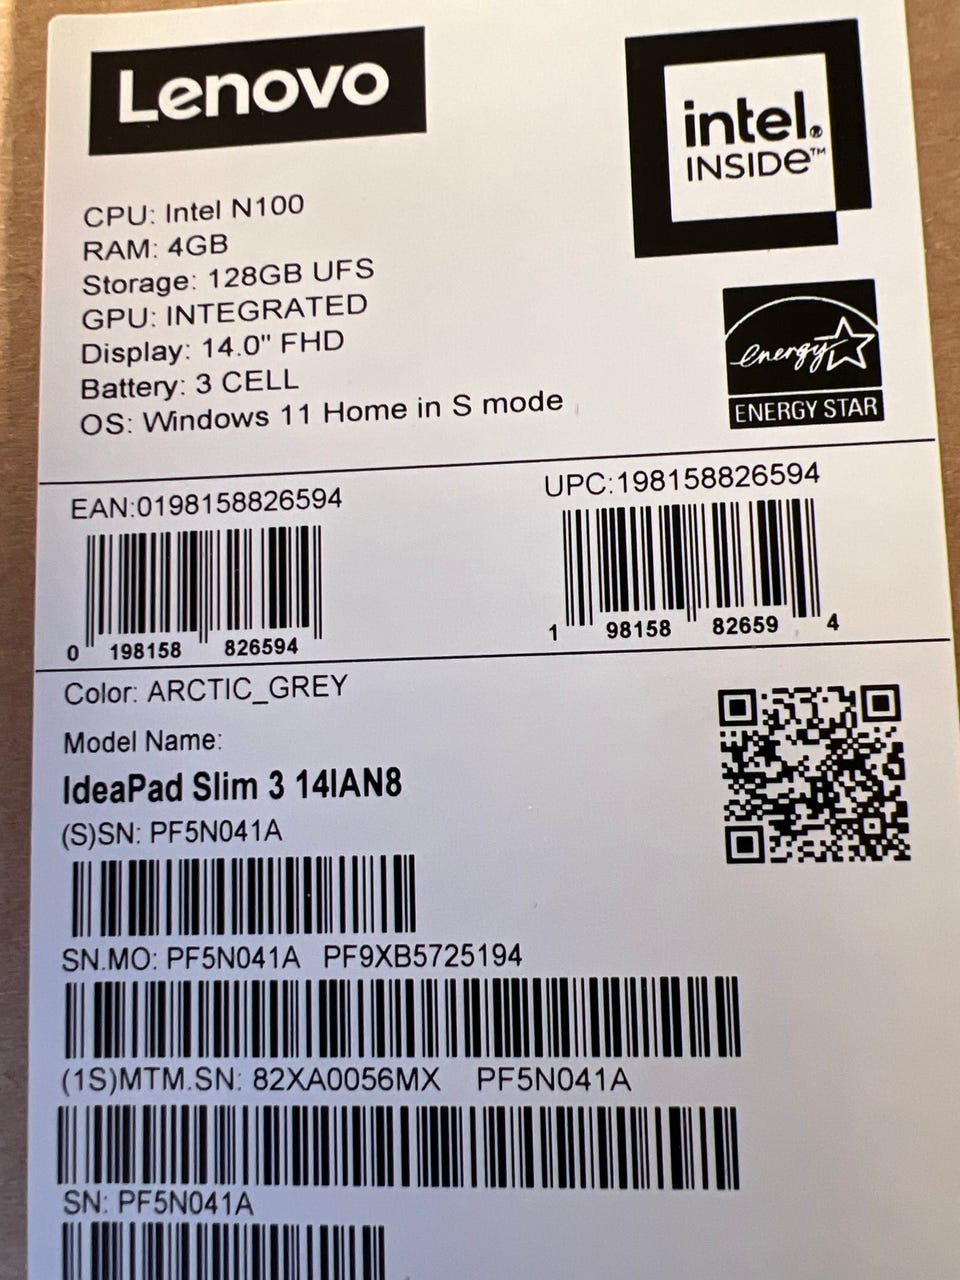 Lenovo
intel®
INSIDE™
CPU: Intel N100
RAM: 4GB
Storage: 128GB UFS
GPU: INTEGRATED
Display: 14.0" FHD
Battery: 3 CELL
OS: Windows 11 Home in S mode
energy
ENERGY STAR
EAN:0198158826594
UPC:198158826594
0 198158 826594
1 98158 82659 4
Color: ARCTIC_GREY
Model Name:
IdeaPad Slim 3 14IAN8
(S)SN: PF5N041A
SN.MO: PF5N041A PF9XB5725194
(1S)MTM.SN: 82XA0056MX PF5N041A
SN: PF5N041A